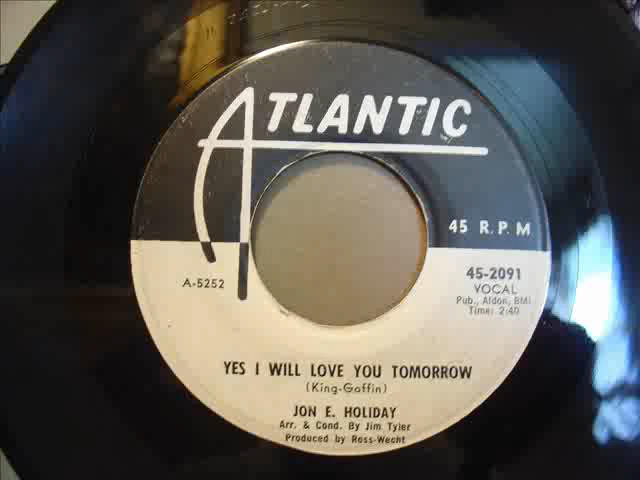 ATLANTIC
45 R.P.M
A-5252
45-2091
VOCAL
Pub., Aldon, BMI
Time: 2:40
YES I WILL LOVE YOU TOMORROW
(King-Goffin)
JON E. HOLIDAY
Arr. & Cond. By Jim Tyler
Produced by Ross-Wecht